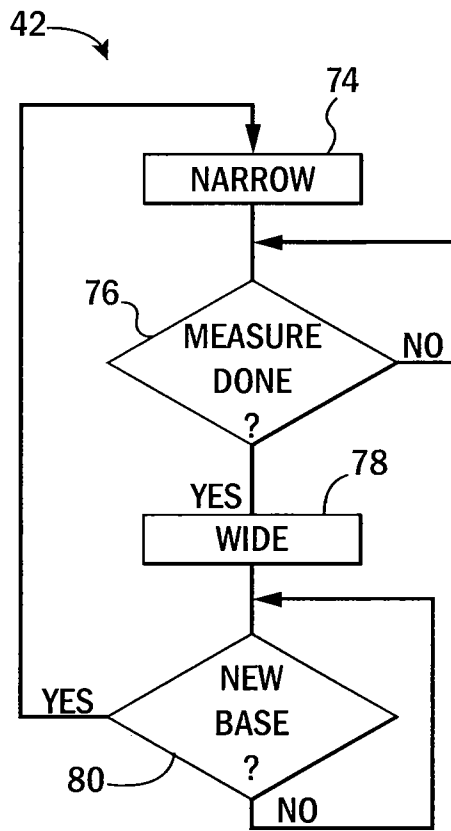 42
74
NARROW
76
MEASURE
DONE
?
NO
YES
78
WIDE
NEW
BASE
?
YES
80
NO